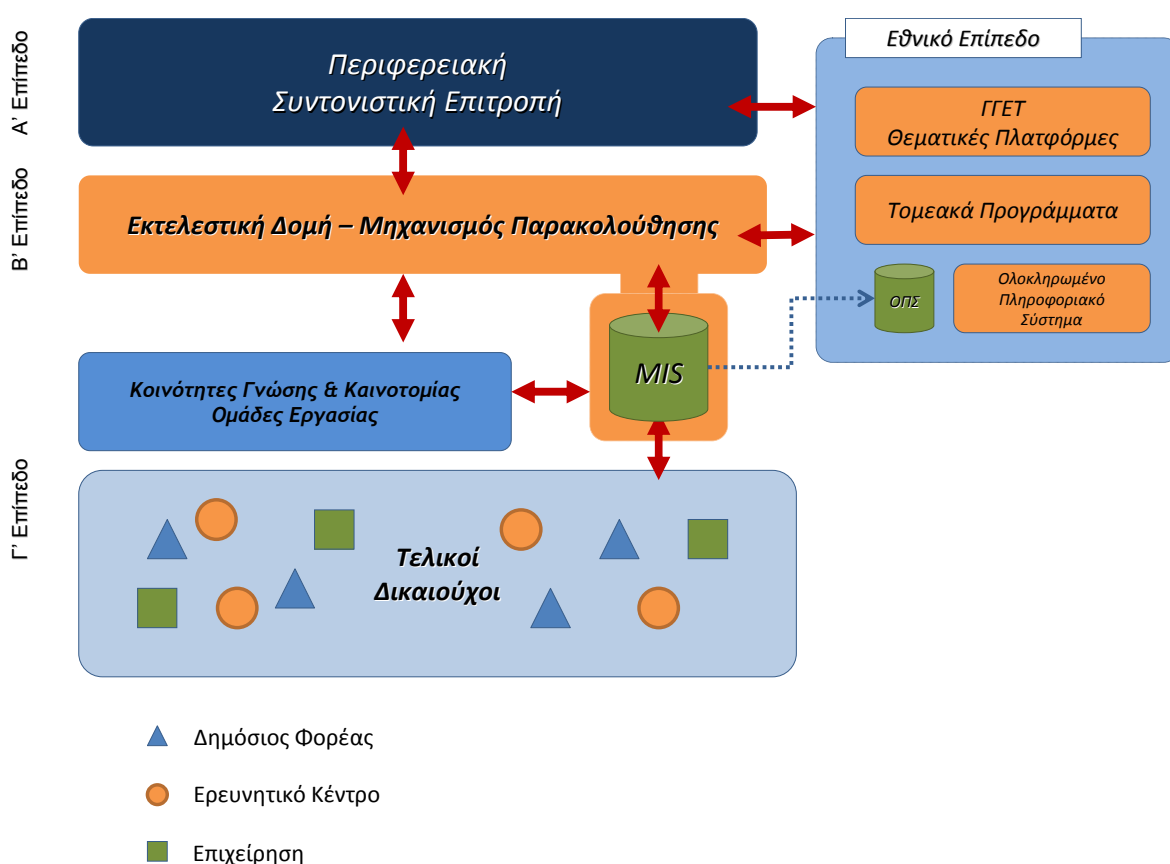 Α’ Επίπεδο
Περιφερειακή
Συντονιστική Επιτροπή
Εθνικό Επίπεδο
ΓΓΕΤ
Θεματικές Πλατφόρμες
Β’ Επίπεδο
Εκτελεστική Δομή – Μηχανισμός Παρακολούθησης
Τομεακά Προγράμματα
ΟΠΣ
Ολοκληρωμένο
Πληροφοριακό
Σύστημα
MIS
Κοινότητες Γνώσης & Καινοτομίας
Ομάδες Εργασίας
Γ’ Επίπεδο
Τελικοί
Δικαιούχοι
Δημόσιος Φορέας
Ερευνητικό Κέντρο
Επιχείρηση